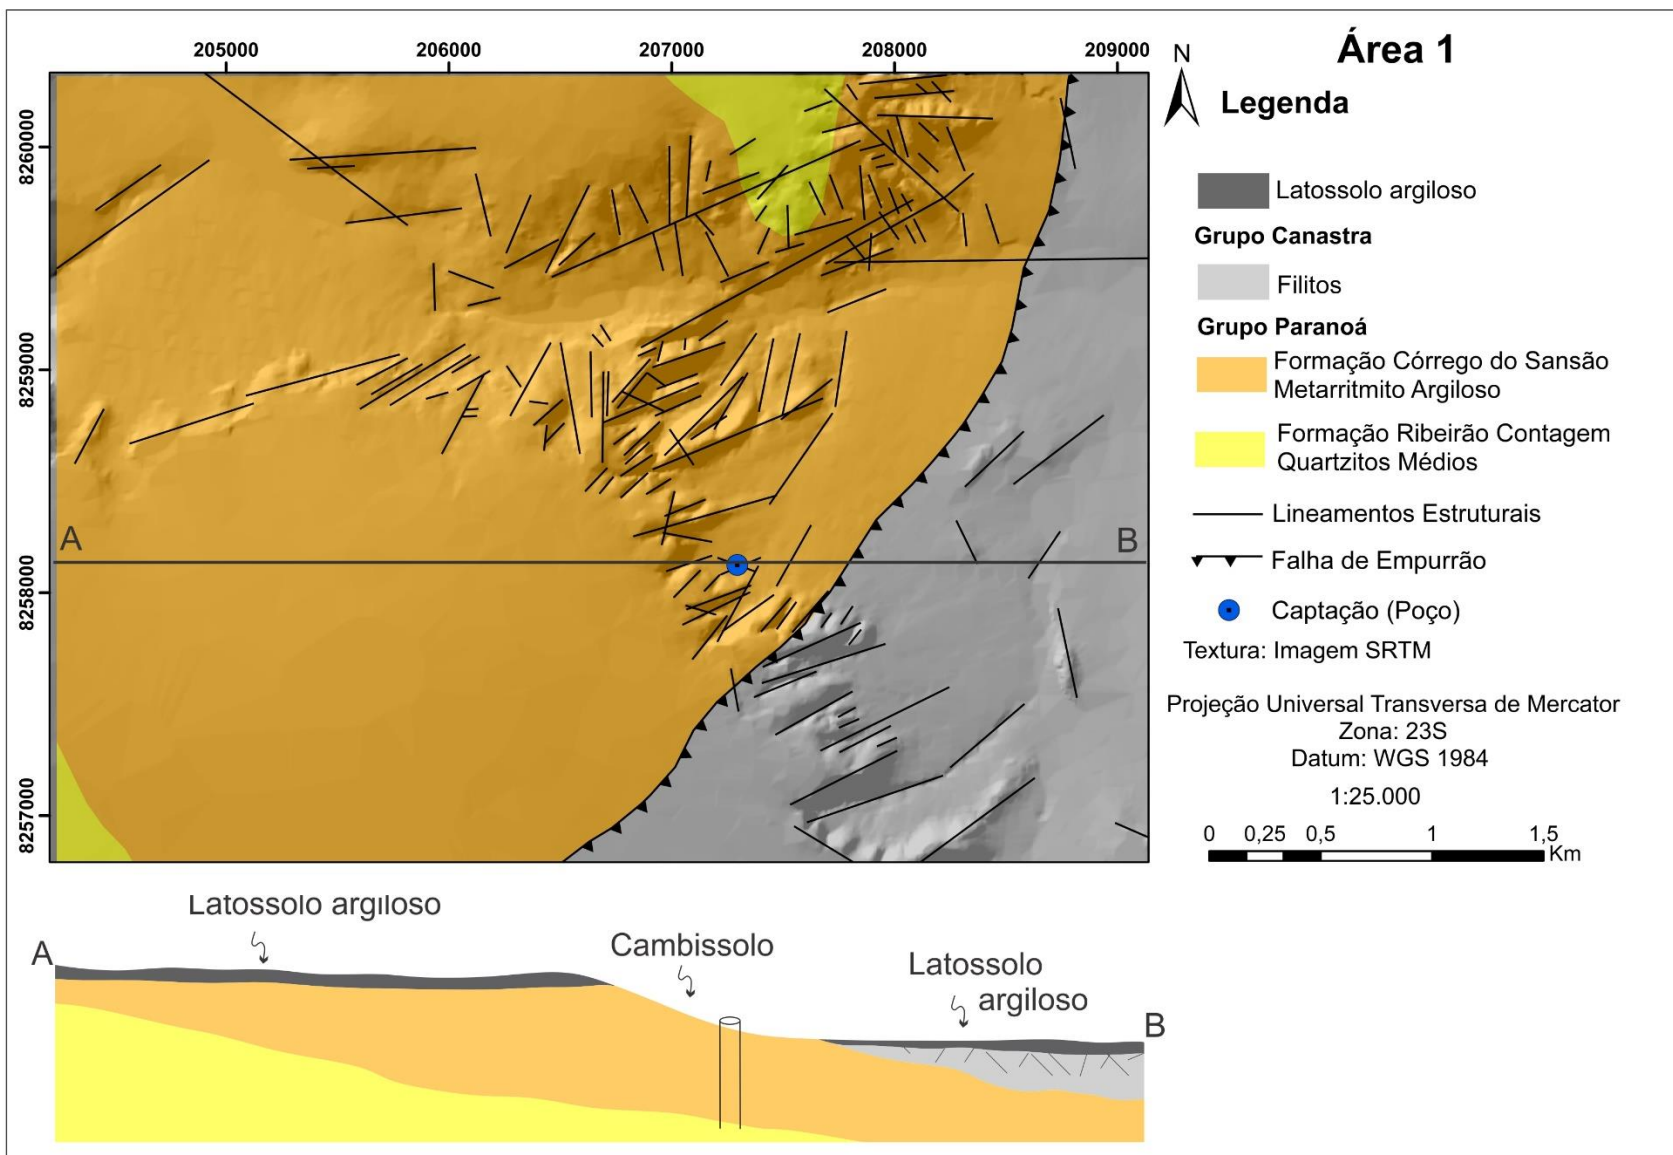 205000 206000 207000 208000 209000
Área 1
N
Legenda
8260000
8259000
8258000
8257000
Latossolo argiloso
Grupo Canastra
Filitos
Grupo Paranoá
Formação Córrego do Sansão
Metarritmito Argiloso
Formação Ribeirão Contagem
Quartzitos Médios
Lineamentos Estruturais
Falha de Empurrão
Captação (Poço)
Textura: Imagem SRTM
Projeção Universal Transversa de Mercator
Zona: 23S
Datum: WGS 1984
1:25.000
0 0,25 0,5 1 1,5
Km
A B
Latossolo argiloso
Cambissolo
Latossolo
argiloso
A
B